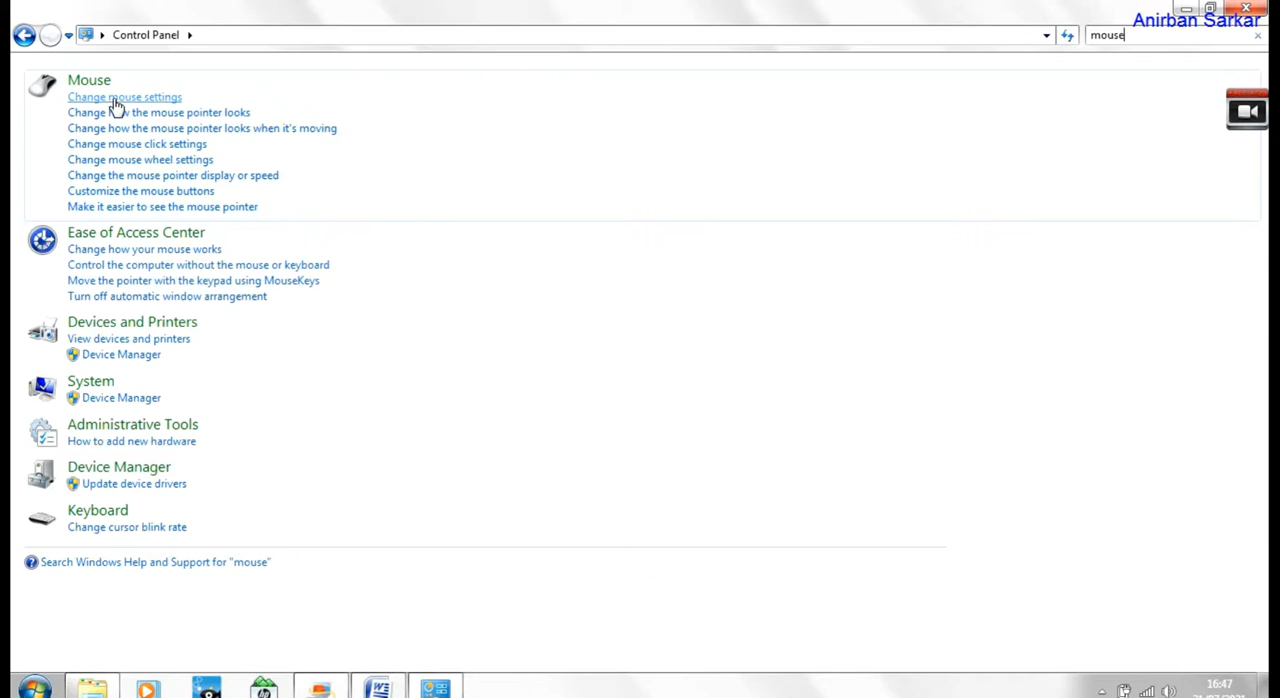 Anirban Sarkar
Control Panel
mouse
Mouse
Change mouse settings
Change how the mouse pointer looks
Change how the mouse pointer looks when it's moving
Change mouse click settings
Change mouse wheel settings
Change the mouse pointer display or speed
Customize the mouse buttons
Make it easier to see the mouse pointer
Ease of Access Center
Change how your mouse works
Control the computer without the mouse or keyboard
Move the pointer with the keypad using MouseKeys
Turn off automatic window arrangement
Devices and Printers
View devices and printers
Device Manager
System
Device Manager
Administrative Tools
How to add new hardware
Device Manager
Update device drivers
Keyboard
Change cursor blink rate
Search Windows Help and Support for "mouse"
16:47